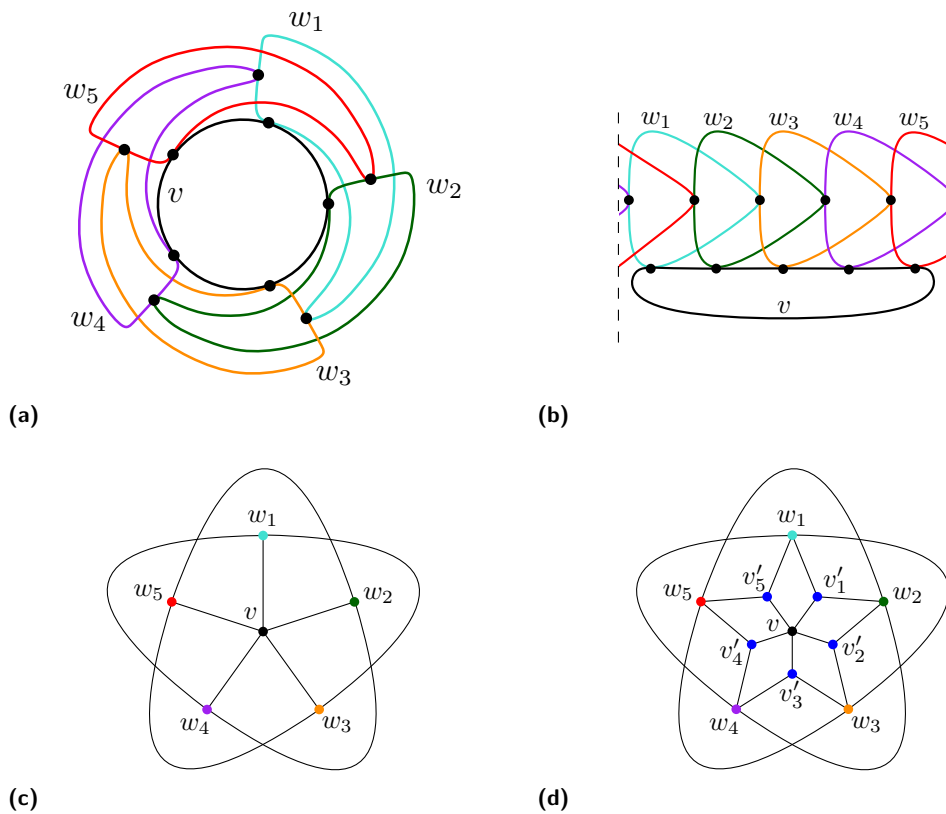 w₁
w₅
v
w₂
w₄
w₃
(a)
w₁ w₂ w₃ w₄ w₅
v
(b)
w₁
w₅ v w₂
w₄ w₃
(c)
w₁
v′₅ v′₁
w₅ v w₂
v′₄ v′₂
v′₃
w₄ w₃
(d)